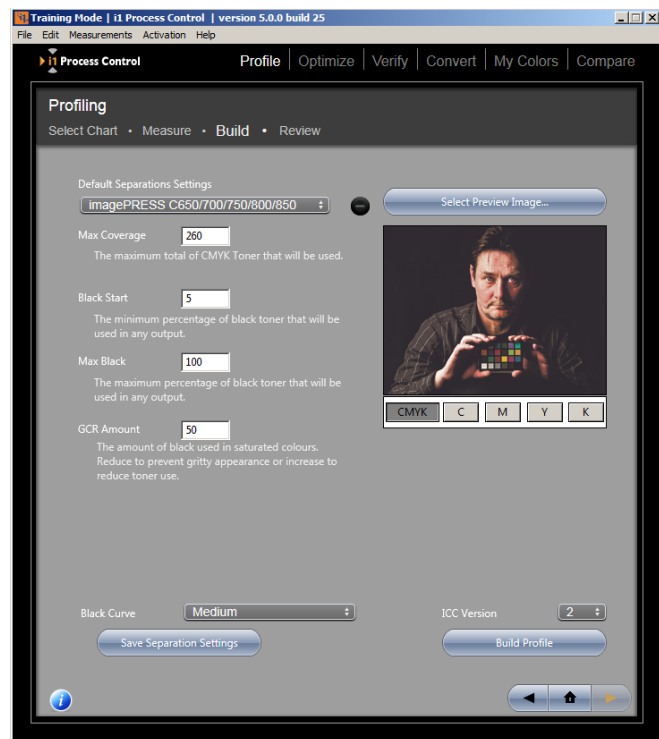 Training Mode | i1 Process Control | version 5.0.0 build 25
File Edit Measurements Activation Help
i1 Process Control Profile | Optimize | Verify | Convert | My Colors | Compare
Profiling
Select Chart • Measure • Build • Review
Default Separations Settings
imagePRESS C650/700/750/800/850
Select Preview Image...
Max Coverage 260
The maximum total of CMYK Toner that will be used.
Black Start 5
The minimum percentage of black toner that will be
used in any output.
Max Black 100
The maximum percentage of black toner that will be
used in any output.
CMYK C M Y K
GCR Amount 50
The amount of black used in saturated colours.
Reduce to prevent gritty appearance or increase to
reduce toner use.
Black Curve Medium ICC Version 2
Save Separation Settings Build Profile